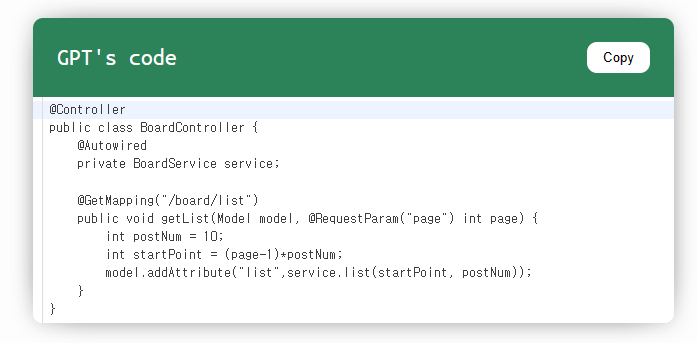 GPT's code
Copy
@Controller
public class BoardController {
    @Autowired
    private BoardService service;

    @GetMapping("/board/list")
    public void getList(Model model, @RequestParam("page") int page) {
        int postNum = 10;
        int startPoint = (page-1)*postNum;
        model.addAttribute("list",service.list(startPoint, postNum));
    }
}